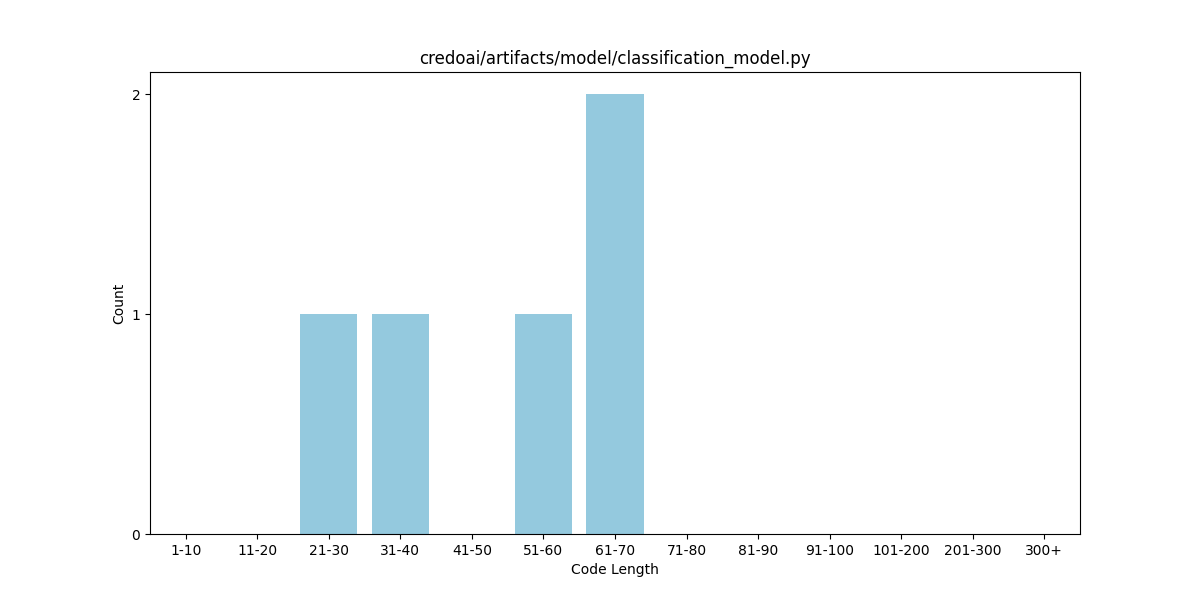 credoai/artifacts/model/classification_model.py
Count
2
1
0
1-10 11-20 21-30 31-40 41-50 51-60 61-70 71-80 81-90 91-100 101-200 201-300 300+
Code Length